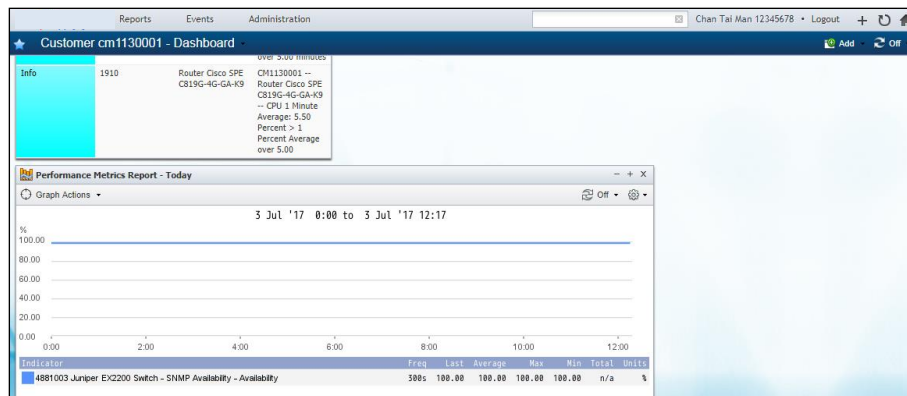 Reports Events Administration
Chan Tai Man 12345678 • Logout
Customer cm1130001 - Dashboard
Add Off
over 5.00 minutes
Info 1910 Router Cisco SPE CM1130001 --
C819G-4G-GA-K9 Router Cisco SPE
C819G-4G-GA-K9
-- CPU 1 Minute
Average: 5.50
Percent > 1
Percent Average
over 5.00
Performance Metrics Report - Today
Graph Actions Off
3 Jul '17 0:00 to 3 Jul '17 12:17
%
100.00
80.00
60.00
40.00
20.00
0.00
0:00 2:00 4:00 6:00 8:00 10:00 12:00
Indicator Freq Last Average Max Min Total Units
4881003 Juniper EX2200 Switch - SNMP Availability - Availability 300s 100.00 100.00 100.00 100.00 n/a %